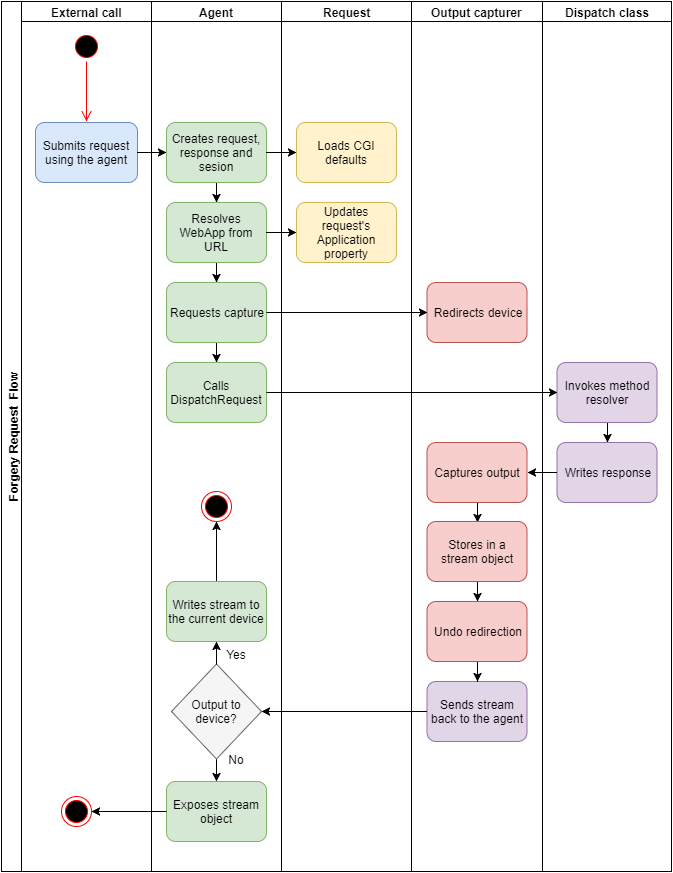 Forgery Request Flow
External call
Agent
Request
Output capturer
Dispatch class
Submits request
using the agent
Creates request,
response and
sesion
Loads CGI
defaults
Resolves
WebApp from
URL
Updates
request's
Application
property
Requests capture
Redirects device
Calls
DispatchRequest
Invokes method
resolver
Writes response
Captures output
Stores in a
stream object
Undo redirection
Sends stream
back to the agent
Output to
device?
Yes
Writes stream to
the current device
No
Exposes stream
object